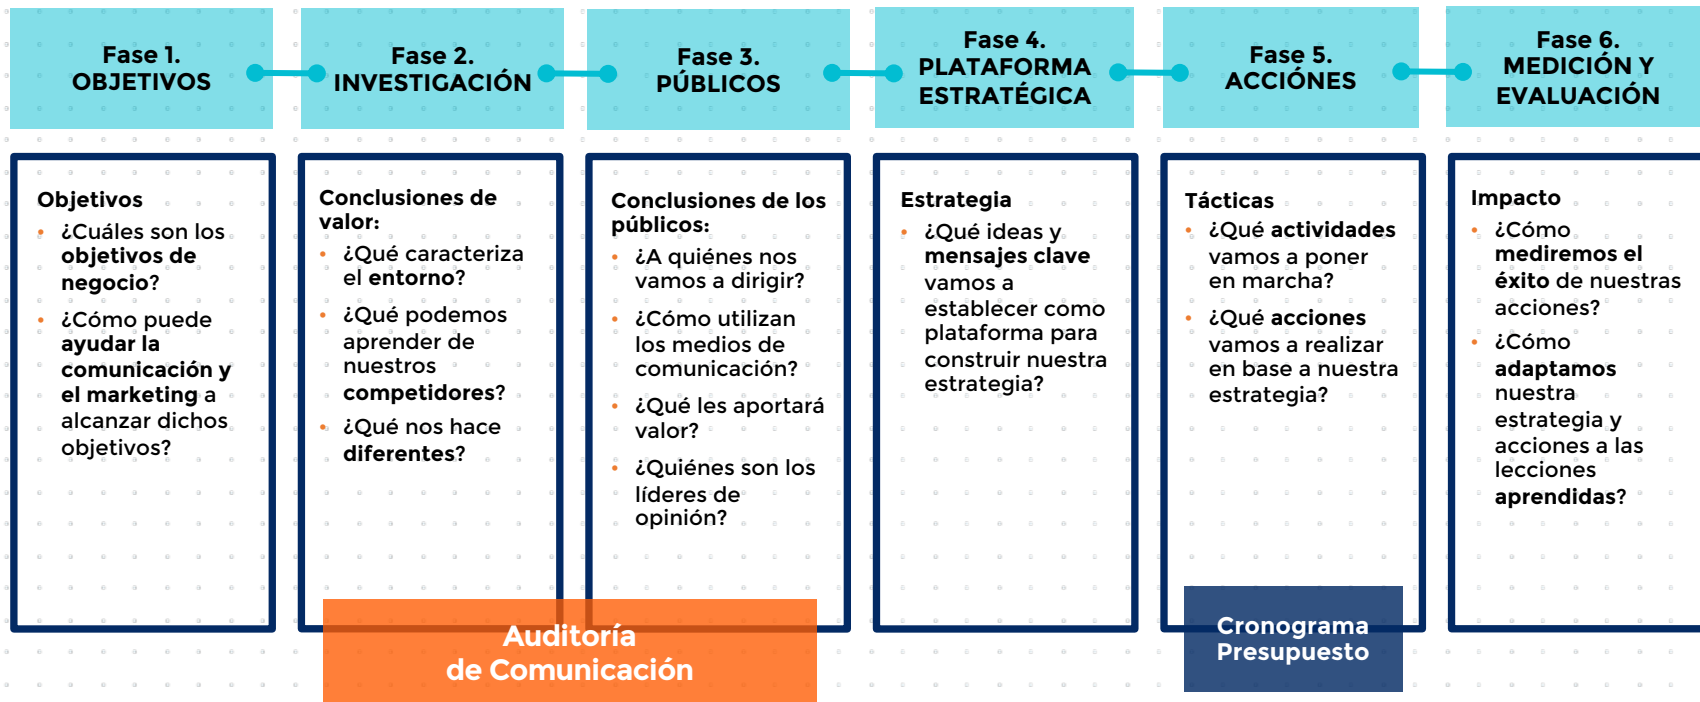 Fase 1.
OBJETIVOS
Fase 2.
INVESTIGACIÓN
Fase 3.
PÚBLICOS
Fase 4.
PLATAFORMA
ESTRATÉGICA
Fase 5.
ACCIÓNES
Fase 6.
MEDICIÓN Y
EVALUACIÓN
Objetivos
• ¿Cuáles son los
objetivos de
negocio?
• ¿Cómo puede
ayudar la
comunicación y
el marketing a
alcanzar dichos
objetivos?
Conclusiones de
valor:
• ¿Qué caracteriza
el entorno?
• ¿Qué podemos
aprender de
nuestros
competidores?
• ¿Qué nos hace
diferentes?
Conclusiones de los
públicos:
• ¿A quiénes nos
vamos a dirigir?
• ¿Cómo utilizan
los medios de
comunicación?
• ¿Qué les aportará
valor?
• ¿Quiénes son los
líderes de
opinión?
Estrategia
• ¿Qué ideas y
mensajes clave
vamos a
establecer como
plataforma para
construir nuestra
estrategia?
Tácticas
• ¿Qué actividades
vamos a poner
en marcha?
• ¿Qué acciones
vamos a realizar
en base a nuestra
estrategia?
Impacto
• ¿Cómo
mediremos el
éxito de nuestras
acciones?
• ¿Cómo
adaptamos
nuestra
estrategia y
acciones a las
lecciones
aprendidas?
Auditoría
de Comunicación
Cronograma
Presupuesto